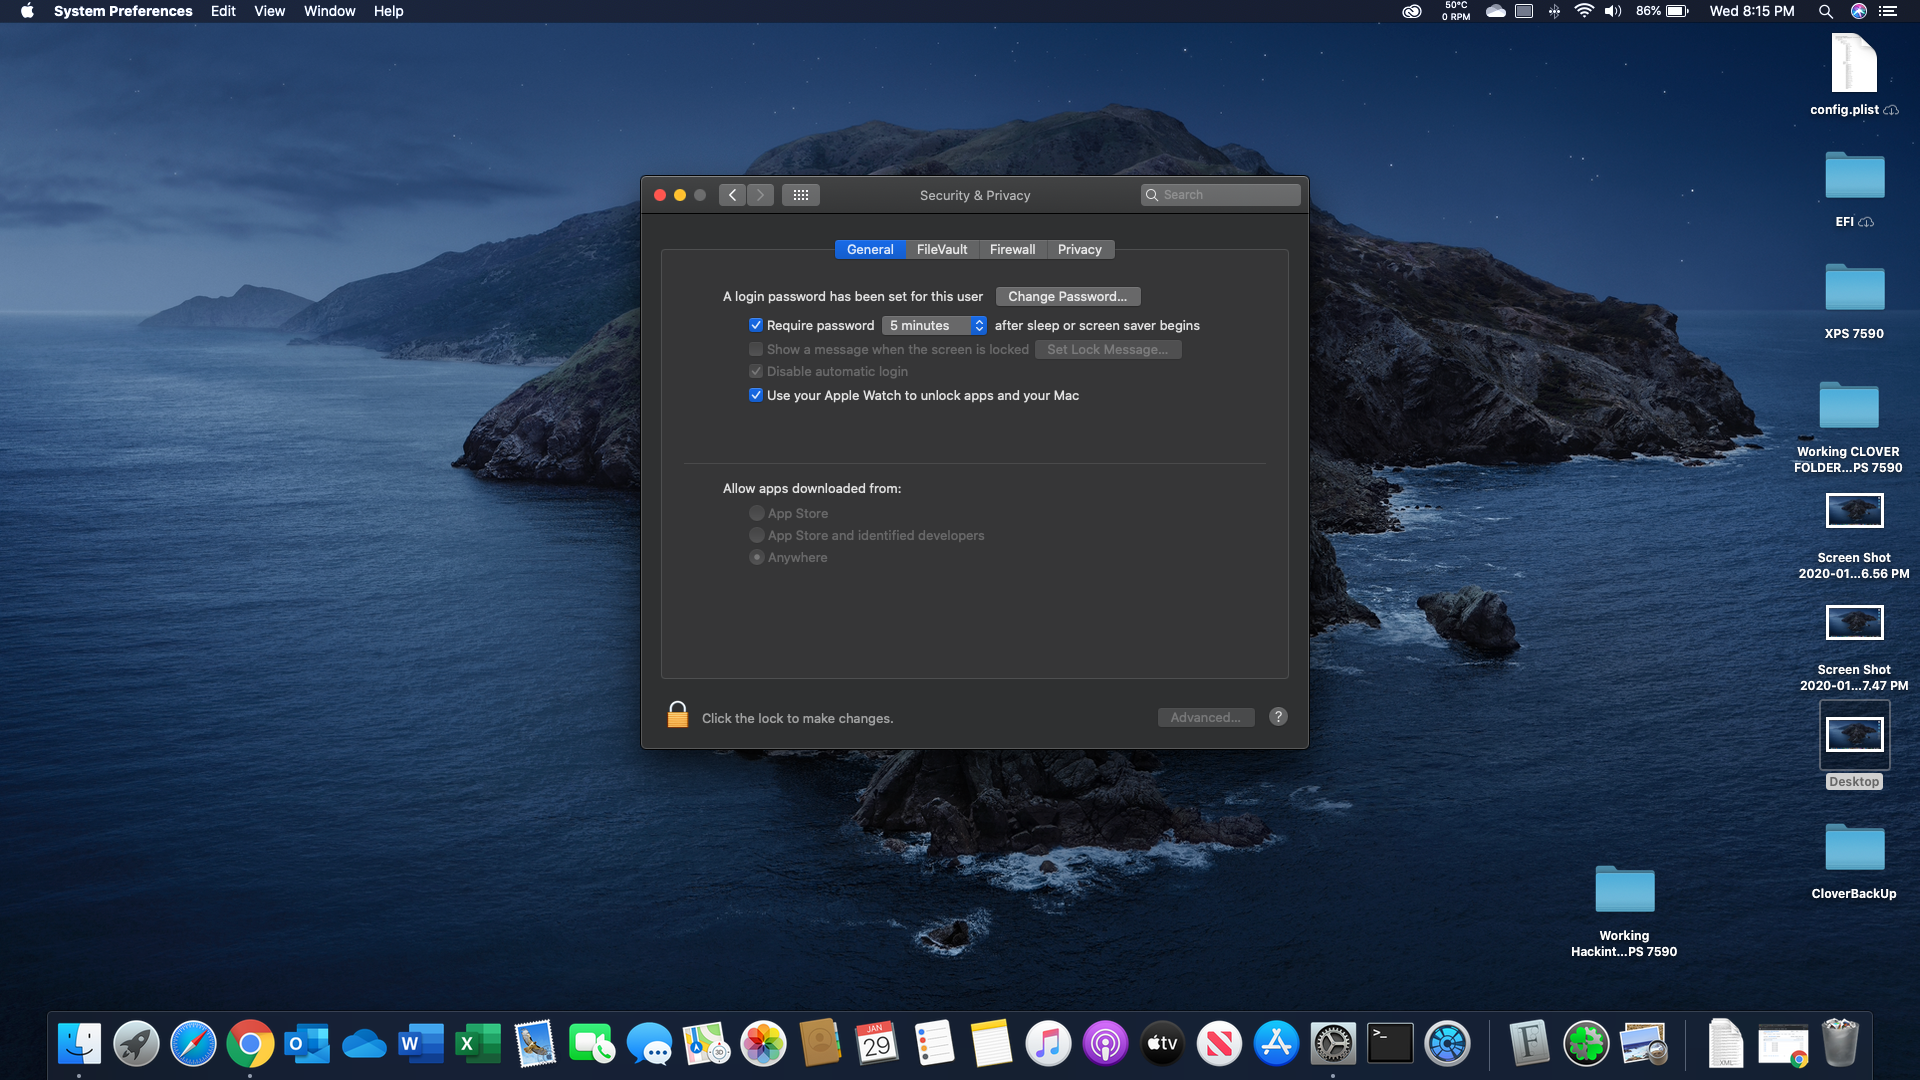 System Preferences Edit View Window Help
50°C
0 RPM
86%
Wed 8:15 PM
config.plist
EFI
XPS 7590
Working CLOVER
FOLDER...PS 7590
Screen Shot
2020-01...6.56 PM
Screen Shot
2020-01...7.47 PM
Desktop
CloverBackUp
Working
Hackint...PS 7590
Security & Privacy
Search
General FileVault Firewall Privacy
A login password has been set for this user Change Password...
Require password 5 minutes after sleep or screen saver begins
Show a message when the screen is locked Set Lock Message...
Disable automatic login
Use your Apple Watch to unlock apps and your Mac
Allow apps downloaded from:
App Store
App Store and identified developers
Anywhere
Click the lock to make changes.
Advanced...
?
O
W
X
3D
JAN
29
tv
>_
F
XML